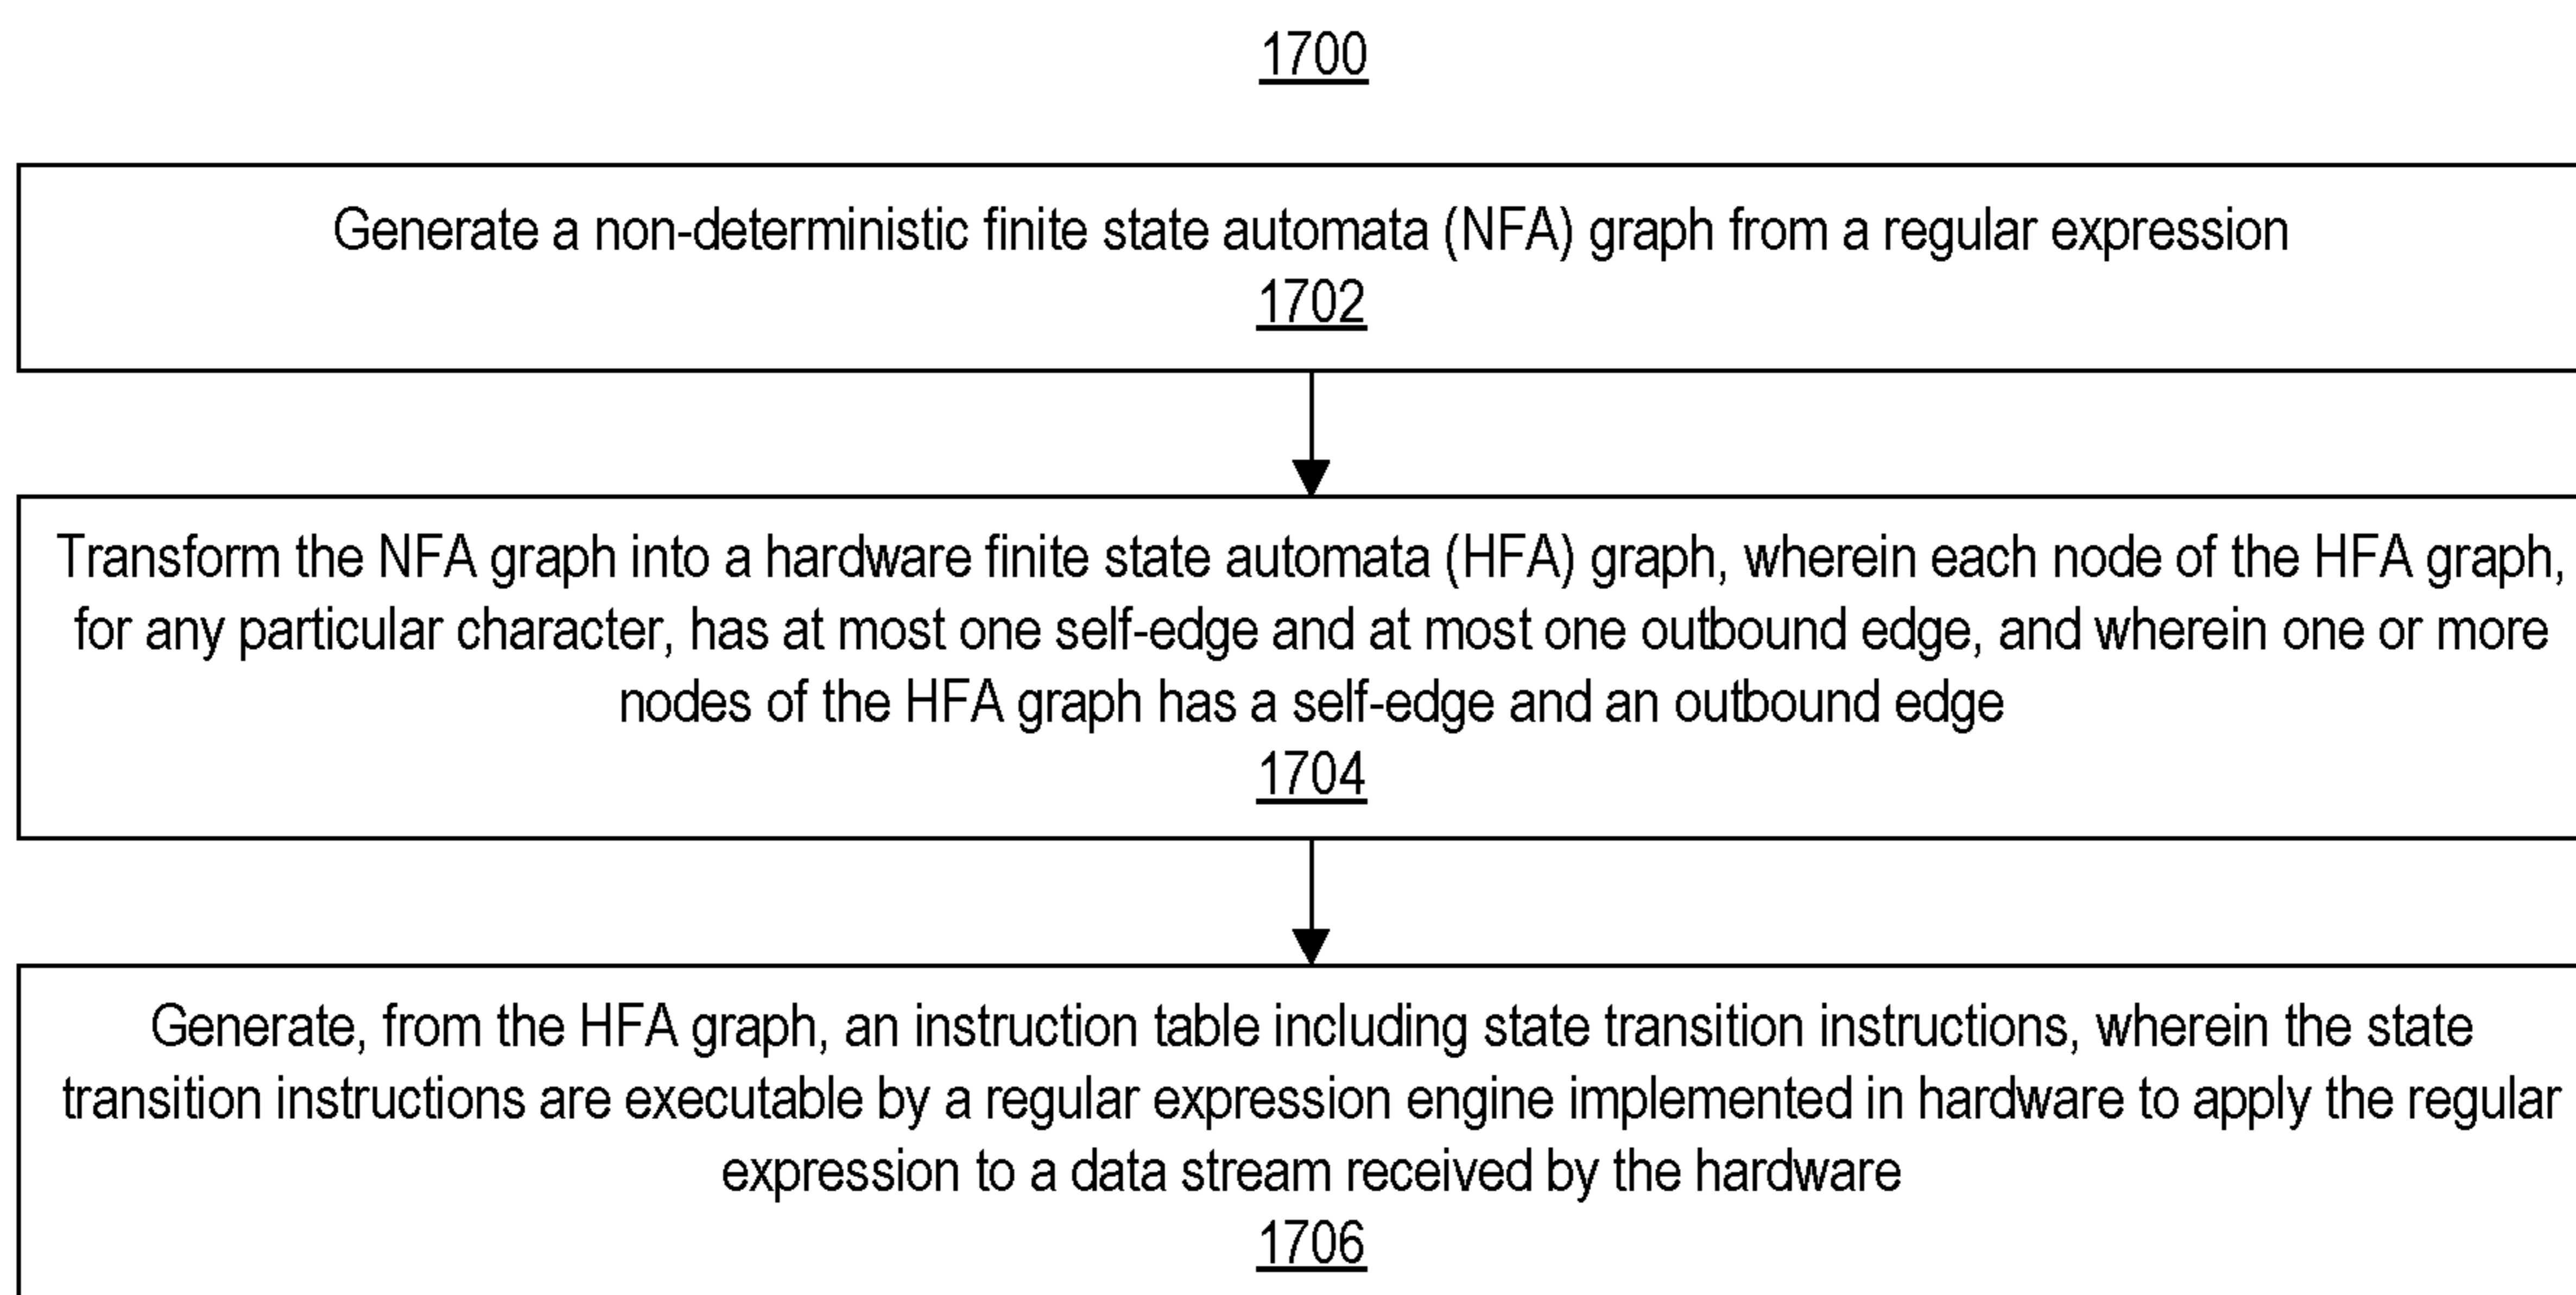 1700
Generate a non-deterministic finite state automata (NFA) graph from a regular expression
1702
Transform the NFA graph into a hardware finite state automata (HFA) graph, wherein each node of the HFA graph,
for any particular character, has at most one self-edge and at most one outbound edge, and wherein one or more
nodes of the HFA graph has a self-edge and an outbound edge
1704
Generate, from the HFA graph, an instruction table including state transition instructions, wherein the state
transition instructions are executable by a regular expression engine implemented in hardware to apply the regular
expression to a data stream received by the hardware
1706